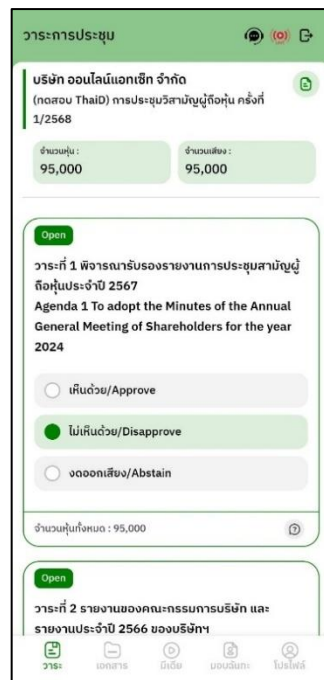 วาระการประชุม
บริษัท ออนไลน์แอทเซ็ท จำกัด
(ทดสอบ ThaiD) การประชุมวิสามัญผู้ถือหุ้น ครั้งที่
1/2568
จำนวนหุ้น :
95,000
จำนวนเสียง :
95,000
Open
วาระที่ 1 พิจารณารับรองรายงานการประชุมสามัญผู้
ถือหุ้นประจำปี 2567
Agenda 1 To adopt the Minutes of the Annual
General Meeting of Shareholders for the year
2024
เห็นด้วย/Approve
ไม่เห็นด้วย/Disapprove
งดออกเสียง/Abstain
จำนวนหุ้นทั้งหมด : 95,000
Open
วาระที่ 2 รายงานของคณะกรรมการบริษัท และ
รายงานประจำปี 2566 ของบริษัทฯ
วาระ
เอกสาร
มีเดีย
มอบฉันทะ
โปรไฟล์